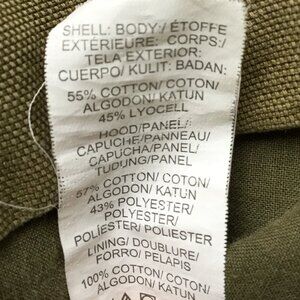 SHELL: BODY:/ ÉTOFFE
EXTÉRIEURE: CORPS:/
TELA EXTERIOR:
CUERPO/ KULIT: BADAN:
55% COTTON/ COTON/
ALGODON/ KATUN
45% LYOCELL
HOOD/PANEL/
CAPUCHE/PANNEAU/
CAPUCHA/PANEL/
TUDUNG/PANEL
57% COTTON/ COTON/
ALGODON/ KATUN
43% POLYESTER/
POLYESTER/
POLIÉSTER/ POLIESTER
LINING/ DOUBLURE/
FORRO/ PELAPIS
100% COTTON/ COTON/
ALGODON/ KATUN